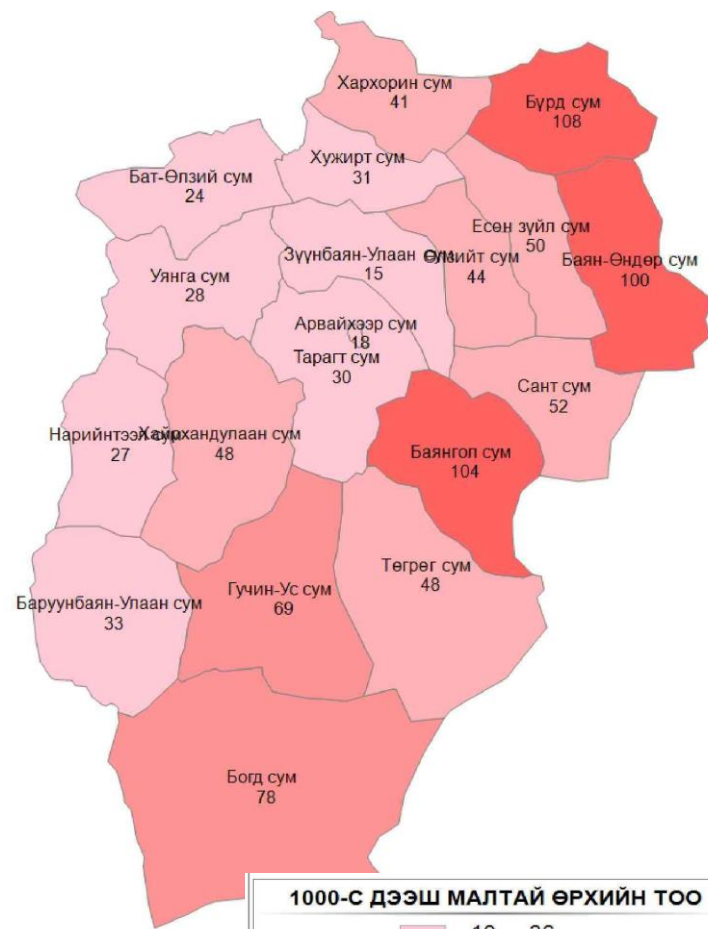 Хархорин сум
41
Бүрд сум
108
Хужирт сум
31
Бат-Өлзий сум
24
Есөн зүйл сум
50
Зүүнбаян-Улаан сум
15
Өлзийт сум
44
Баян-Өндөр сум
100
Уянга сум
28
Арвайхээр сум
18
Тарагт сум
30
Сант сум
52
Нарийнтээл сум
27
Хайрхандулаан сум
48
Баянгол сум
104
Төгрөг сум
48
Гучин-Ус сум
69
Баруунбаян-Улаан сум
33
Богд сум
78
1000-С ДЭЭШ МАЛТАЙ ӨРХИЙН ТОО